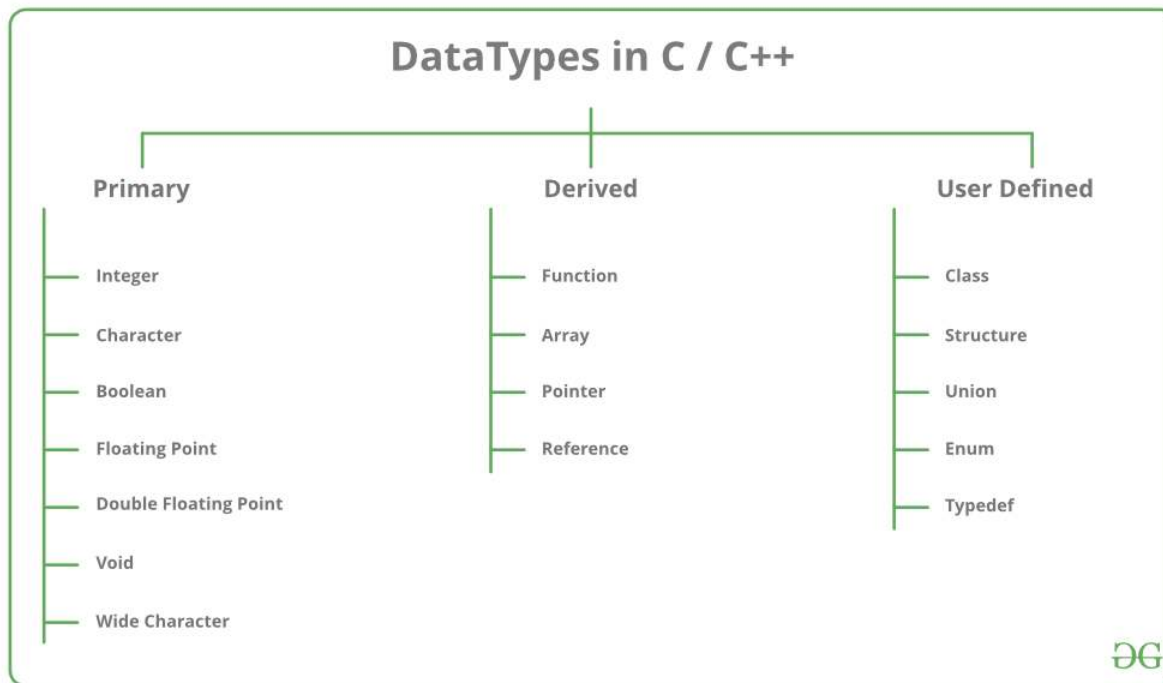 DataTypes in C / C++
Primary
Integer
Character
Boolean
Floating Point
Double Floating Point
Void
Wide Character
Derived
Function
Array
Pointer
Reference
User Defined
Class
Structure
Union
Enum
Typedef